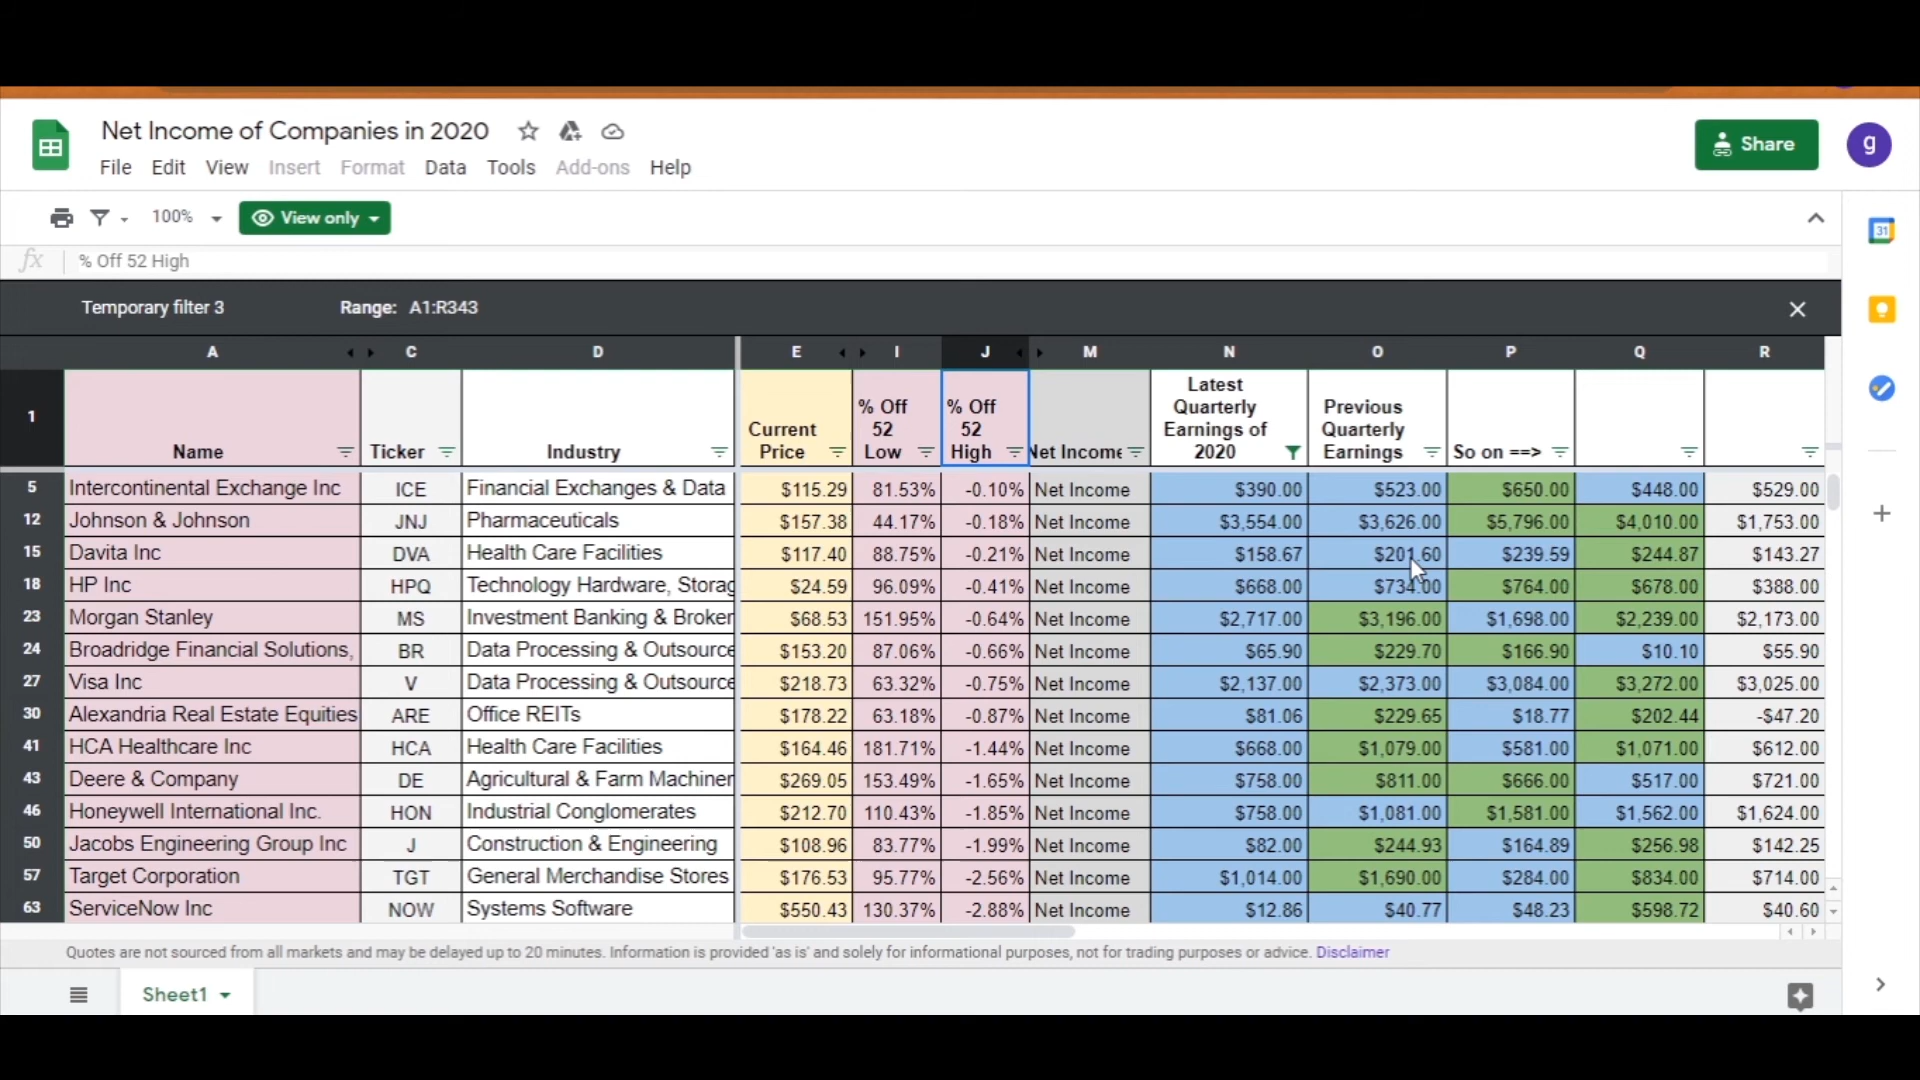 Net Income of Companies in 2020
Share
g
File Edit View Insert Format Data Tools Add-ons Help
100% View only
31
fx % Off 52 High
Temporary filter 3 Range: A1:R343
A C D E I J M N O P Q R
1 Name Ticker Industry Current Price % Off 52 Low % Off 52 High Net Income Latest Quarterly Earnings of 2020 Previous Quarterly Earnings So on ==>
5 Intercontinental Exchange Inc ICE Financial Exchanges & Data $115.29 81.53% -0.10% Net Income $390.00 $523.00 $650.00 $448.00 $529.00
12 Johnson & Johnson JNJ Pharmaceuticals $157.38 44.17% -0.18% Net Income $3,554.00 $3,626.00 $5,796.00 $4,010.00 $1,753.00
15 Davita Inc DVA Health Care Facilities $117.40 88.75% -0.21% Net Income $158.67 $201.60 $239.59 $244.87 $143.27
18 HP Inc HPQ Technology Hardware, Storag $24.59 96.09% -0.41% Net Income $668.00 $734.00 $764.00 $678.00 $388.00
23 Morgan Stanley MS Investment Banking & Broker $68.53 151.95% -0.64% Net Income $2,717.00 $3,196.00 $1,698.00 $2,239.00 $2,173.00
24 Broadridge Financial Solutions, BR Data Processing & Outsource $153.20 87.06% -0.66% Net Income $65.90 $229.70 $166.90 $10.10 $55.90
27 Visa Inc V Data Processing & Outsource $218.73 63.32% -0.75% Net Income $2,137.00 $2,373.00 $3,084.00 $3,272.00 $3,025.00
30 Alexandria Real Estate Equities ARE Office REITs $178.22 63.18% -0.87% Net Income $81.06 $229.65 $18.77 $202.44 -$47.20
41 HCA Healthcare Inc HCA Health Care Facilities $164.46 181.71% -1.44% Net Income $668.00 $1,079.00 $581.00 $1,071.00 $612.00
43 Deere & Company DE Agricultural & Farm Machiner $269.05 153.49% -1.65% Net Income $758.00 $811.00 $666.00 $517.00 $721.00
46 Honeywell International Inc. HON Industrial Conglomerates $212.70 110.43% -1.85% Net Income $758.00 $1,081.00 $1,581.00 $1,562.00 $1,624.00
50 Jacobs Engineering Group Inc J Construction & Engineering $108.96 83.77% -1.99% Net Income $82.00 $244.93 $164.89 $256.98 $142.25
57 Target Corporation TGT General Merchandise Stores $176.53 95.77% -2.56% Net Income $1,014.00 $1,690.00 $284.00 $834.00 $714.00
63 ServiceNow Inc NOW Systems Software $550.43 130.37% -2.88% Net Income $12.86 $40.77 $48.23 $598.72 $40.60
Quotes are not sourced from all markets and may be delayed up to 20 minutes. Information is provided 'as is' and solely for informational purposes, not for trading purposes or advice. Disclaimer
Sheet1